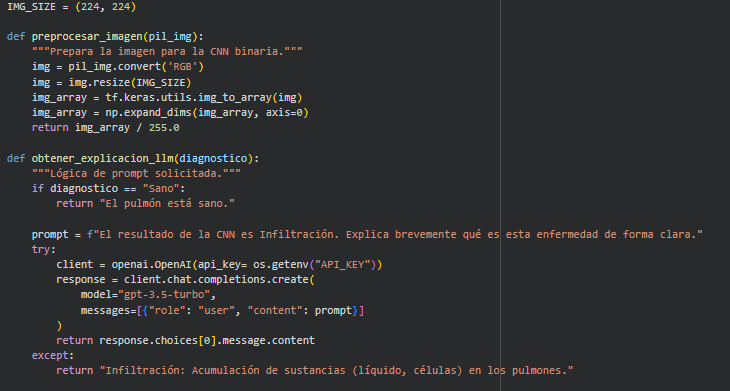 IMG_SIZE = (224, 224)

def preprocesar_imagen(pil_img):
    """Prepara la imagen para la CNN binaria."""
    img = pil_img.convert('RGB')
    img = img.resize(IMG_SIZE)
    img_array = tf.keras.utils.img_to_array(img)
    img_array = np.expand_dims(img_array, axis=0)
    return img_array / 255.0

def obtener_explicacion_llm(diagnostico):
    """Lógica de prompt solicitada."""
    if diagnostico == "Sano":
        return "El pulmón está sano."

    prompt = f"El resultado de la CNN es Infiltración. Explica brevemente qué es esta enfermedad de forma clara."
    try:
        client = openai.OpenAI(api_key= os.getenv("API_KEY"))
        response = client.chat.completions.create(
            model="gpt-3.5-turbo",
            messages=[{"role": "user", "content": prompt}]
        )
        return response.choices[0].message.content
    except:
        return "Infiltración: Acumulación de sustancias (líquido, células) en los pulmones."